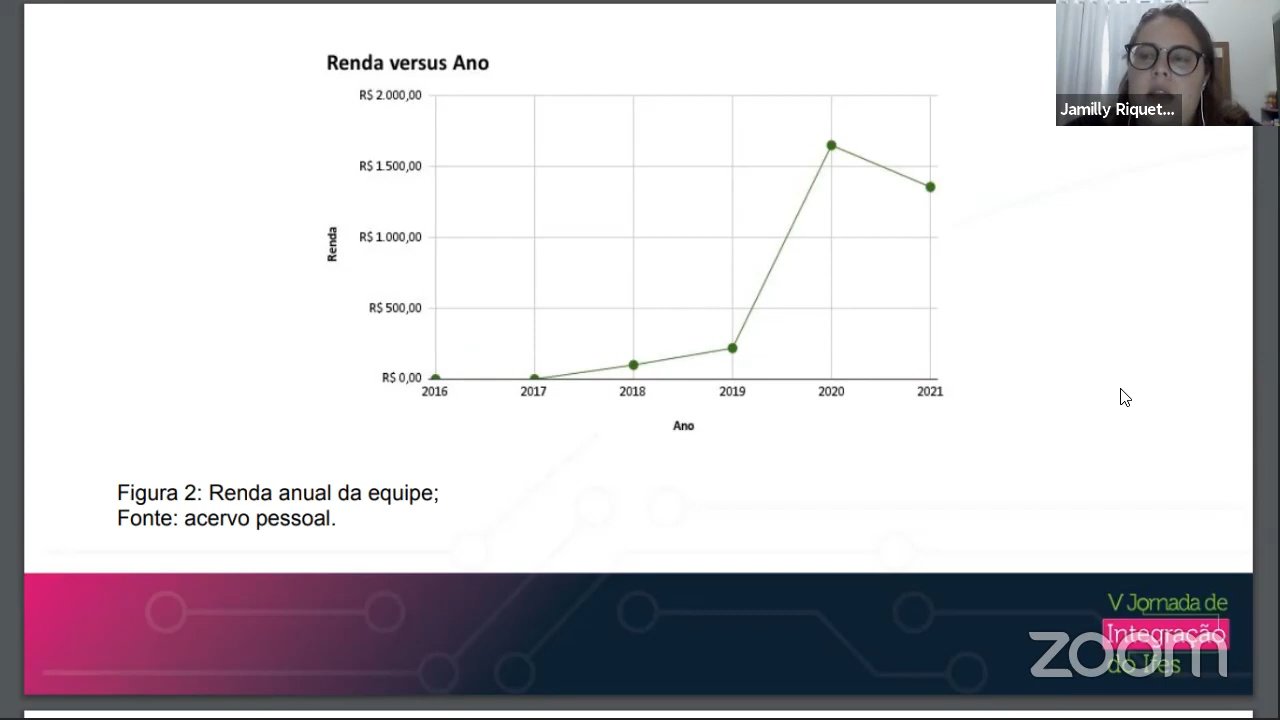 Renda versus Ano
R$ 2.000,00
R$ 1.500,00
R$ 1.000,00
R$ 500,00
R$ 0,00
Renda
2016 2017 2018 2019 2020 2021
Ano
Jamilly Riquet...
Figura 2: Renda anual da equipe;
Fonte: acervo pessoal.
V Jornada de
Integração
do Ifes
zoom